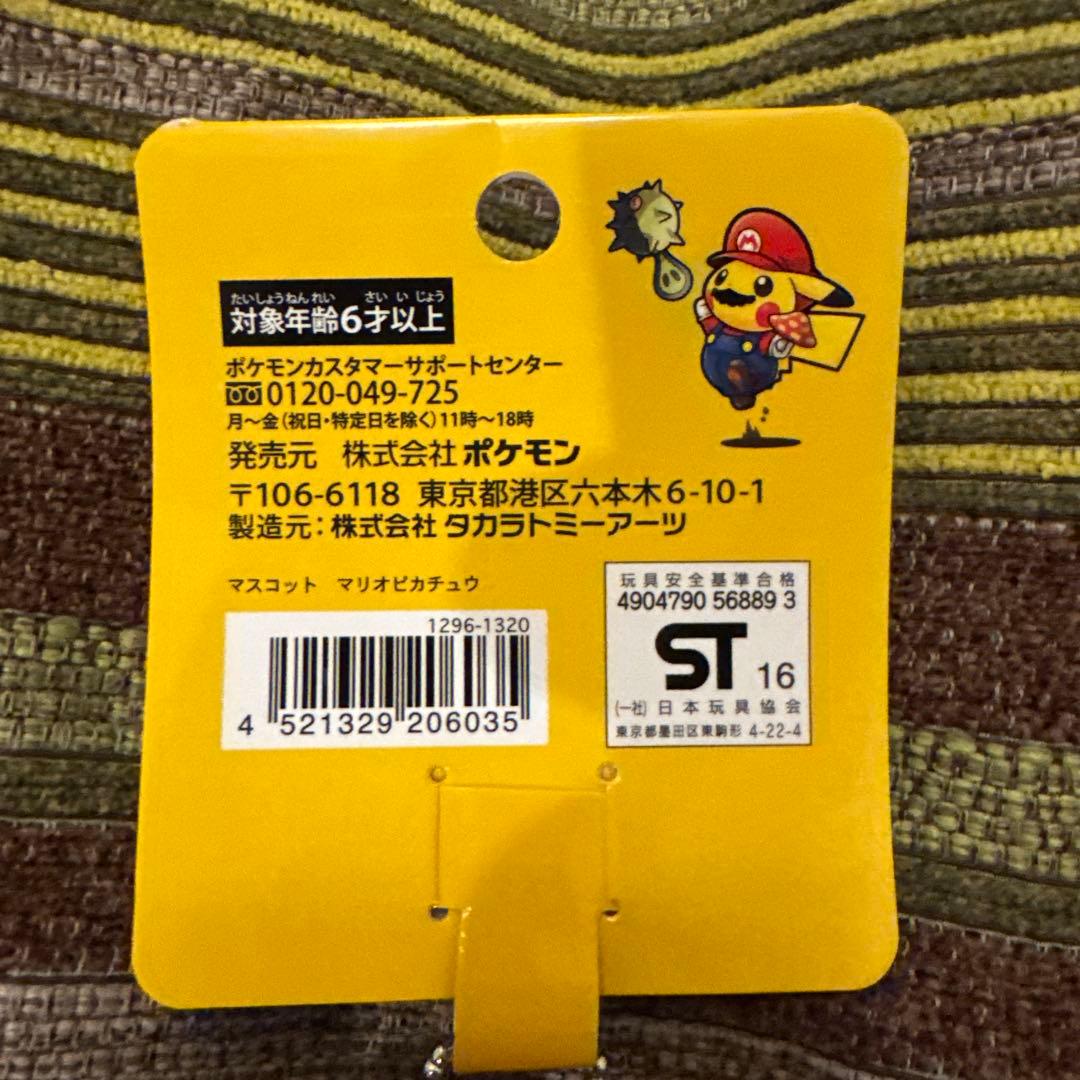 たいしょうねんれい さい い じょう
対象年齢6才以上
ポケモンカスタマーサポートセンター
0120-049-725
月～金（祝日・特定日を除く）11時～18時
発売元 株式会社 ポケモン
〒106-6118 東京都港区六本木6-10-1
製造元：株式会社 タカラトミーアーツ
マスコット マリオピカチュウ
1296-1320
4 521329 206035
玩具安全基準合格
4904790 56889 3
ST 16
(一社) 日本玩具協会
東京都墨田区東駒形 4-22-4
M